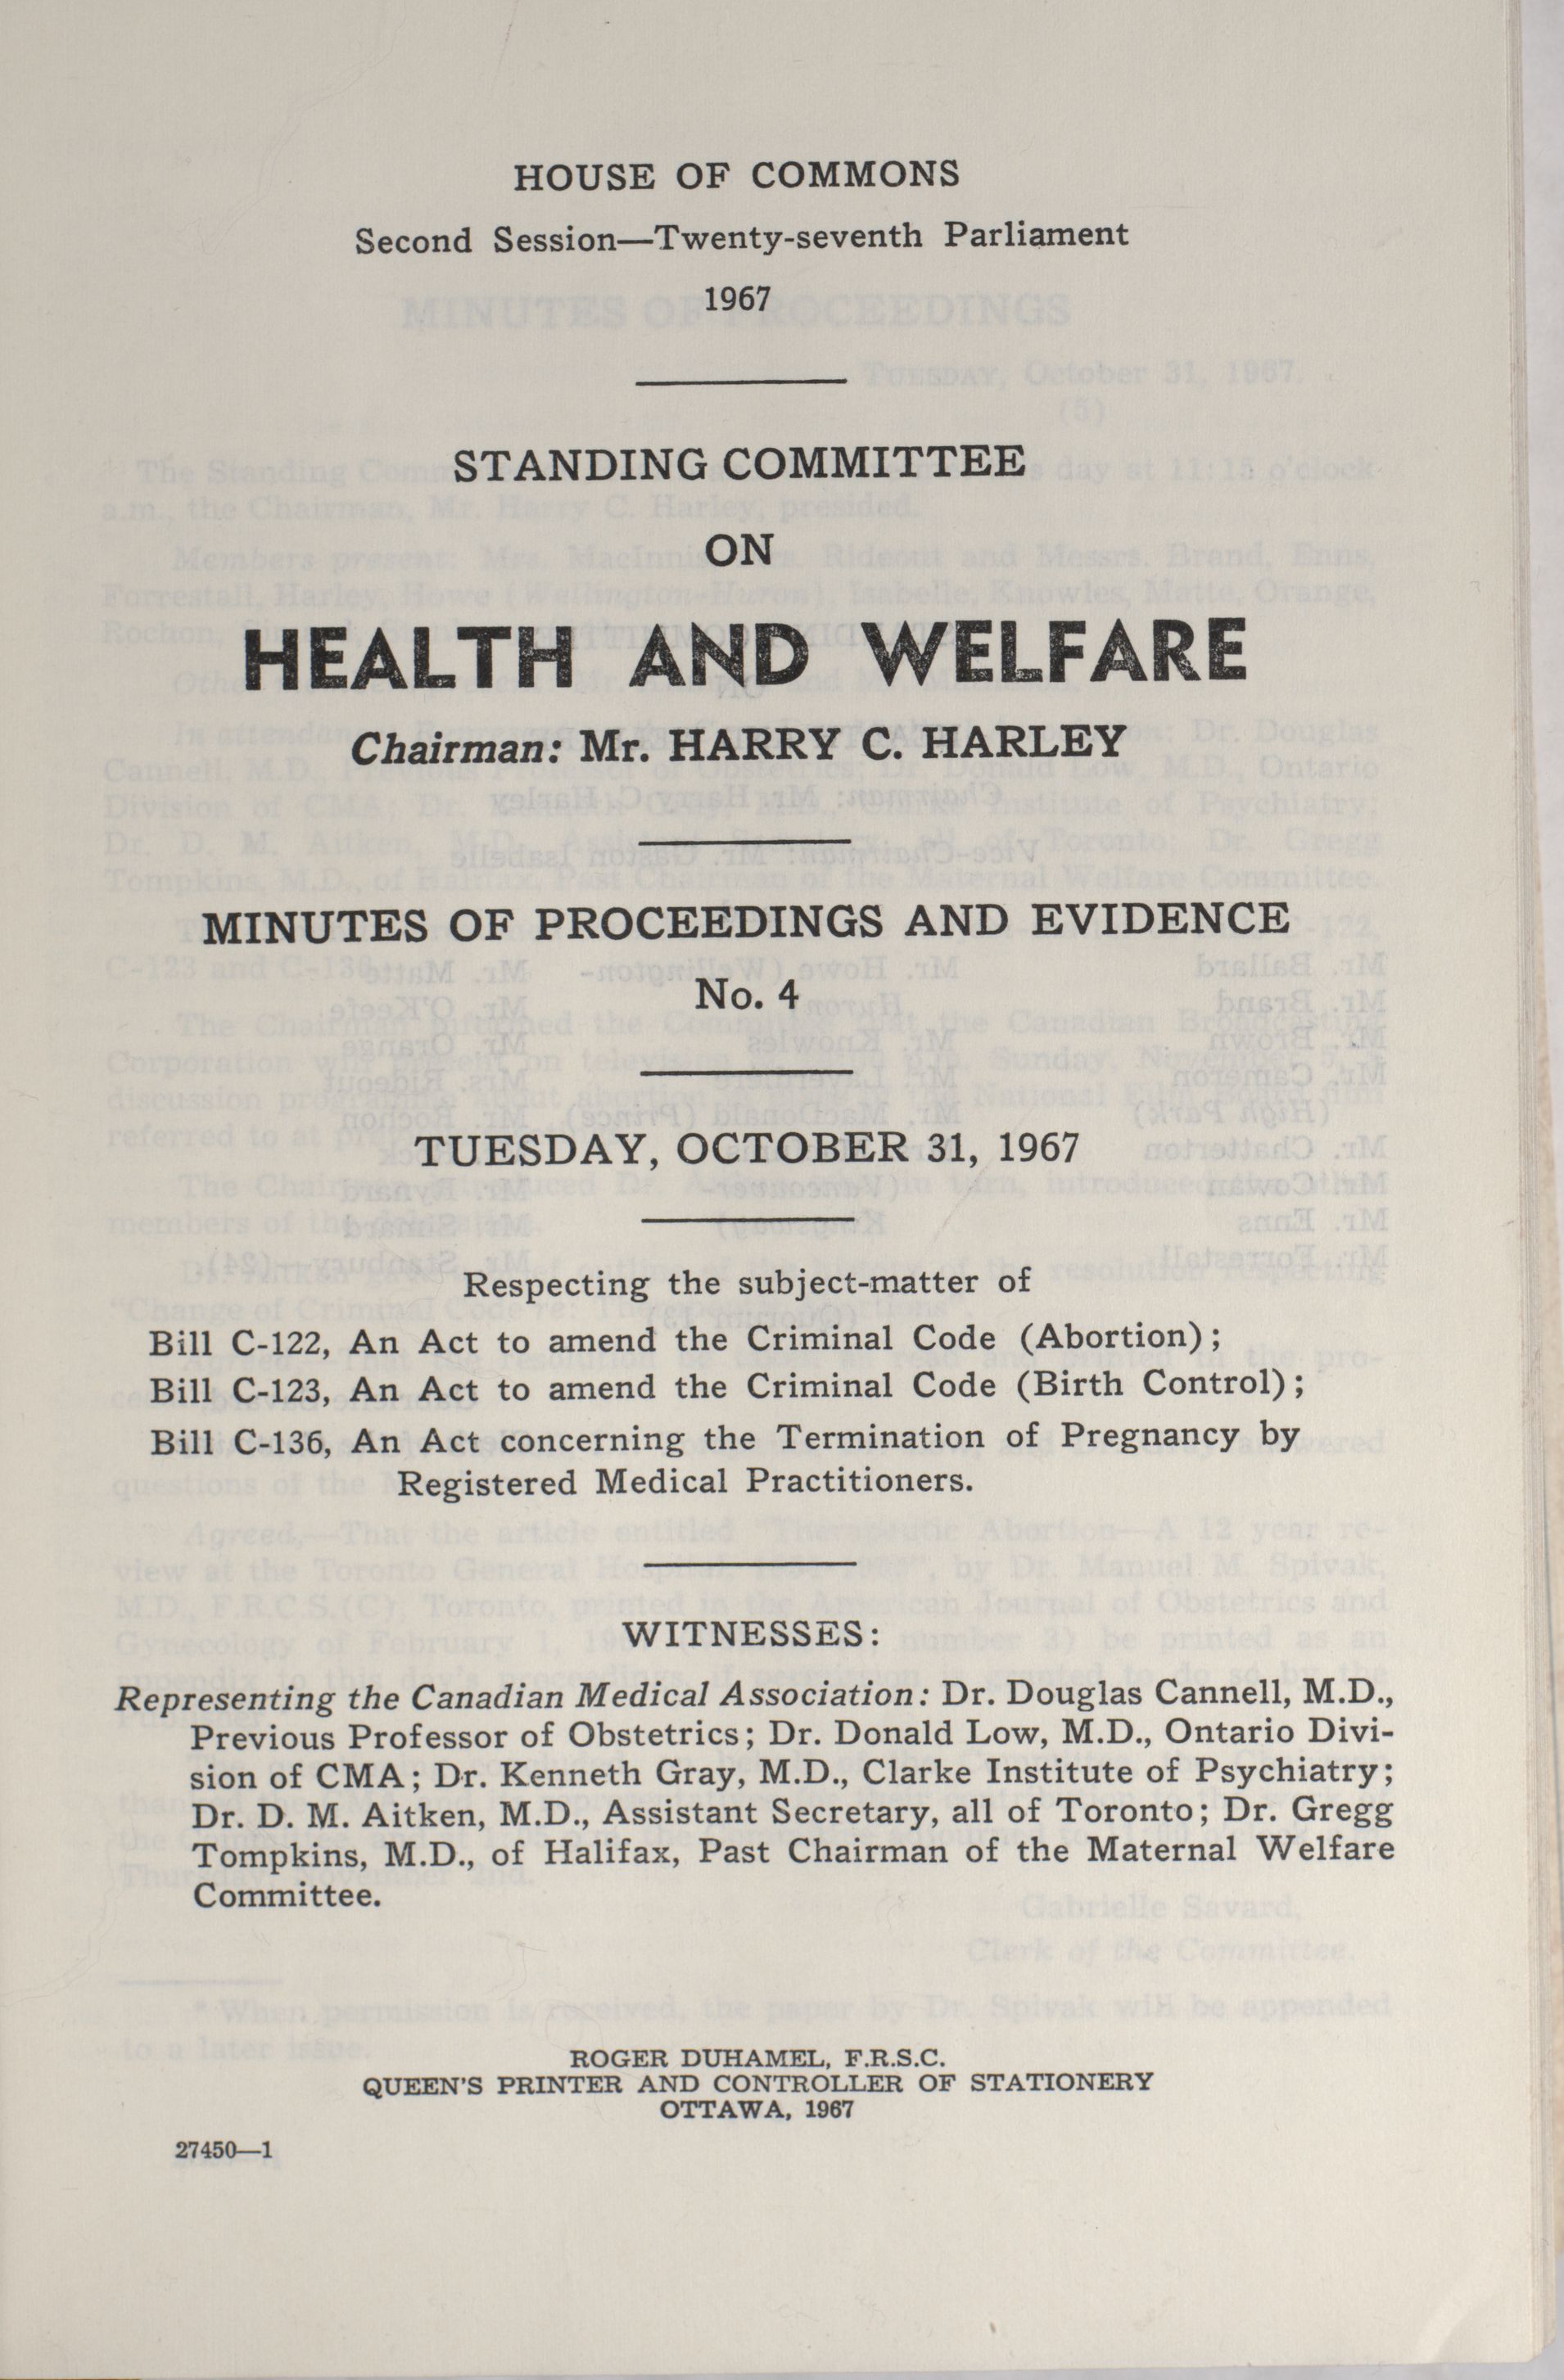 HOUSE OF COMMONS
Second Session—Twenty-seventh Parliament
1967
STANDING COMMITTEE
ON
HEALTH AND WELFARE
Chairman: Mr. HARRY C. HARLEY
MINUTES OF PROCEEDINGS AND EVIDENCE
No. 4
TUESDAY, OCTOBER 31, 1967
Respecting the subject-matter of
Bill C-122, An Act to amend the Criminal Code (Abortion);
Bill C-123, An Act to amend the Criminal Code (Birth Control);
Bill C-136, An Act concerning the Termination of Pregnancy by
Registered Medical Practitioners.
WITNESSES:
Representing the Canadian Medical Association: Dr. Douglas Cannell, M.D.,
Previous Professor of Obstetrics; Dr. Donald Low, M.D., Ontario Divi-
sion of CMA; Dr. Kenneth Gray, M.D., Clarke Institute of Psychiatry;
Dr. D. M. Aitken, M.D., Assistant Secretary, all of Toronto; Dr. Gregg
Tompkins, M.D., of Halifax, Past Chairman of the Maternal Welfare
Committee.
ROGER DUHAMEL, F.R.S.C.
QUEEN'S PRINTER AND CONTROLLER OF STATIONERY
OTTAWA, 1967
27450—1